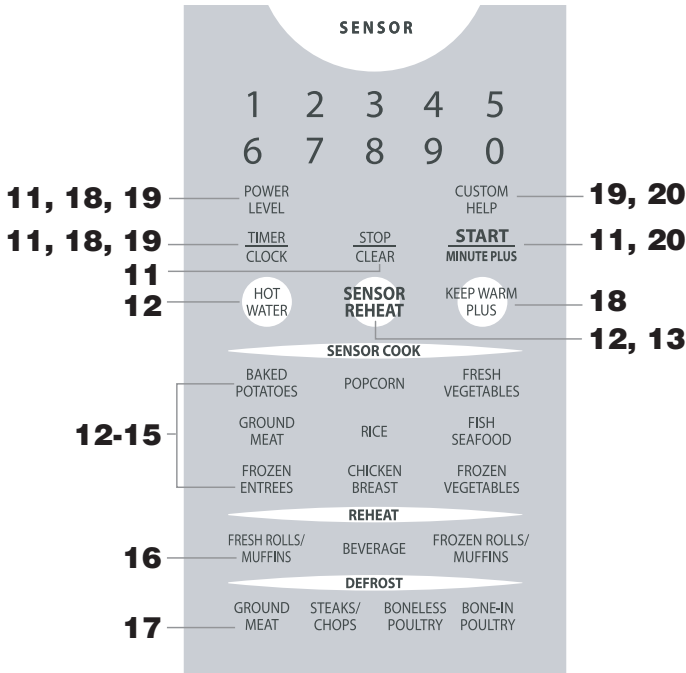 SENSOR
1 2 3 4 5
6 7 8 9 0
11, 18, 19 POWER LEVEL CUSTOM HELP 19, 20
11, 18, 19 TIMER CLOCK STOP CLEAR START MINUTE PLUS 11, 20
11
12 HOT WATER SENSOR REHEAT KEEP WARM PLUS 18
12, 13
SENSOR COOK
BAKED POTATOES POPCORN FRESH VEGETABLES
12-15 GROUND MEAT RICE FISH SEAFOOD
FROZEN ENTREES CHICKEN BREAST FROZEN VEGETABLES
REHEAT
16 FRESH ROLLS/ MUFFINS BEVERAGE FROZEN ROLLS/ MUFFINS
DEFROST
17 GROUND MEAT STEAKS/ CHOPS BONELESS POULTRY BONE-IN POULTRY